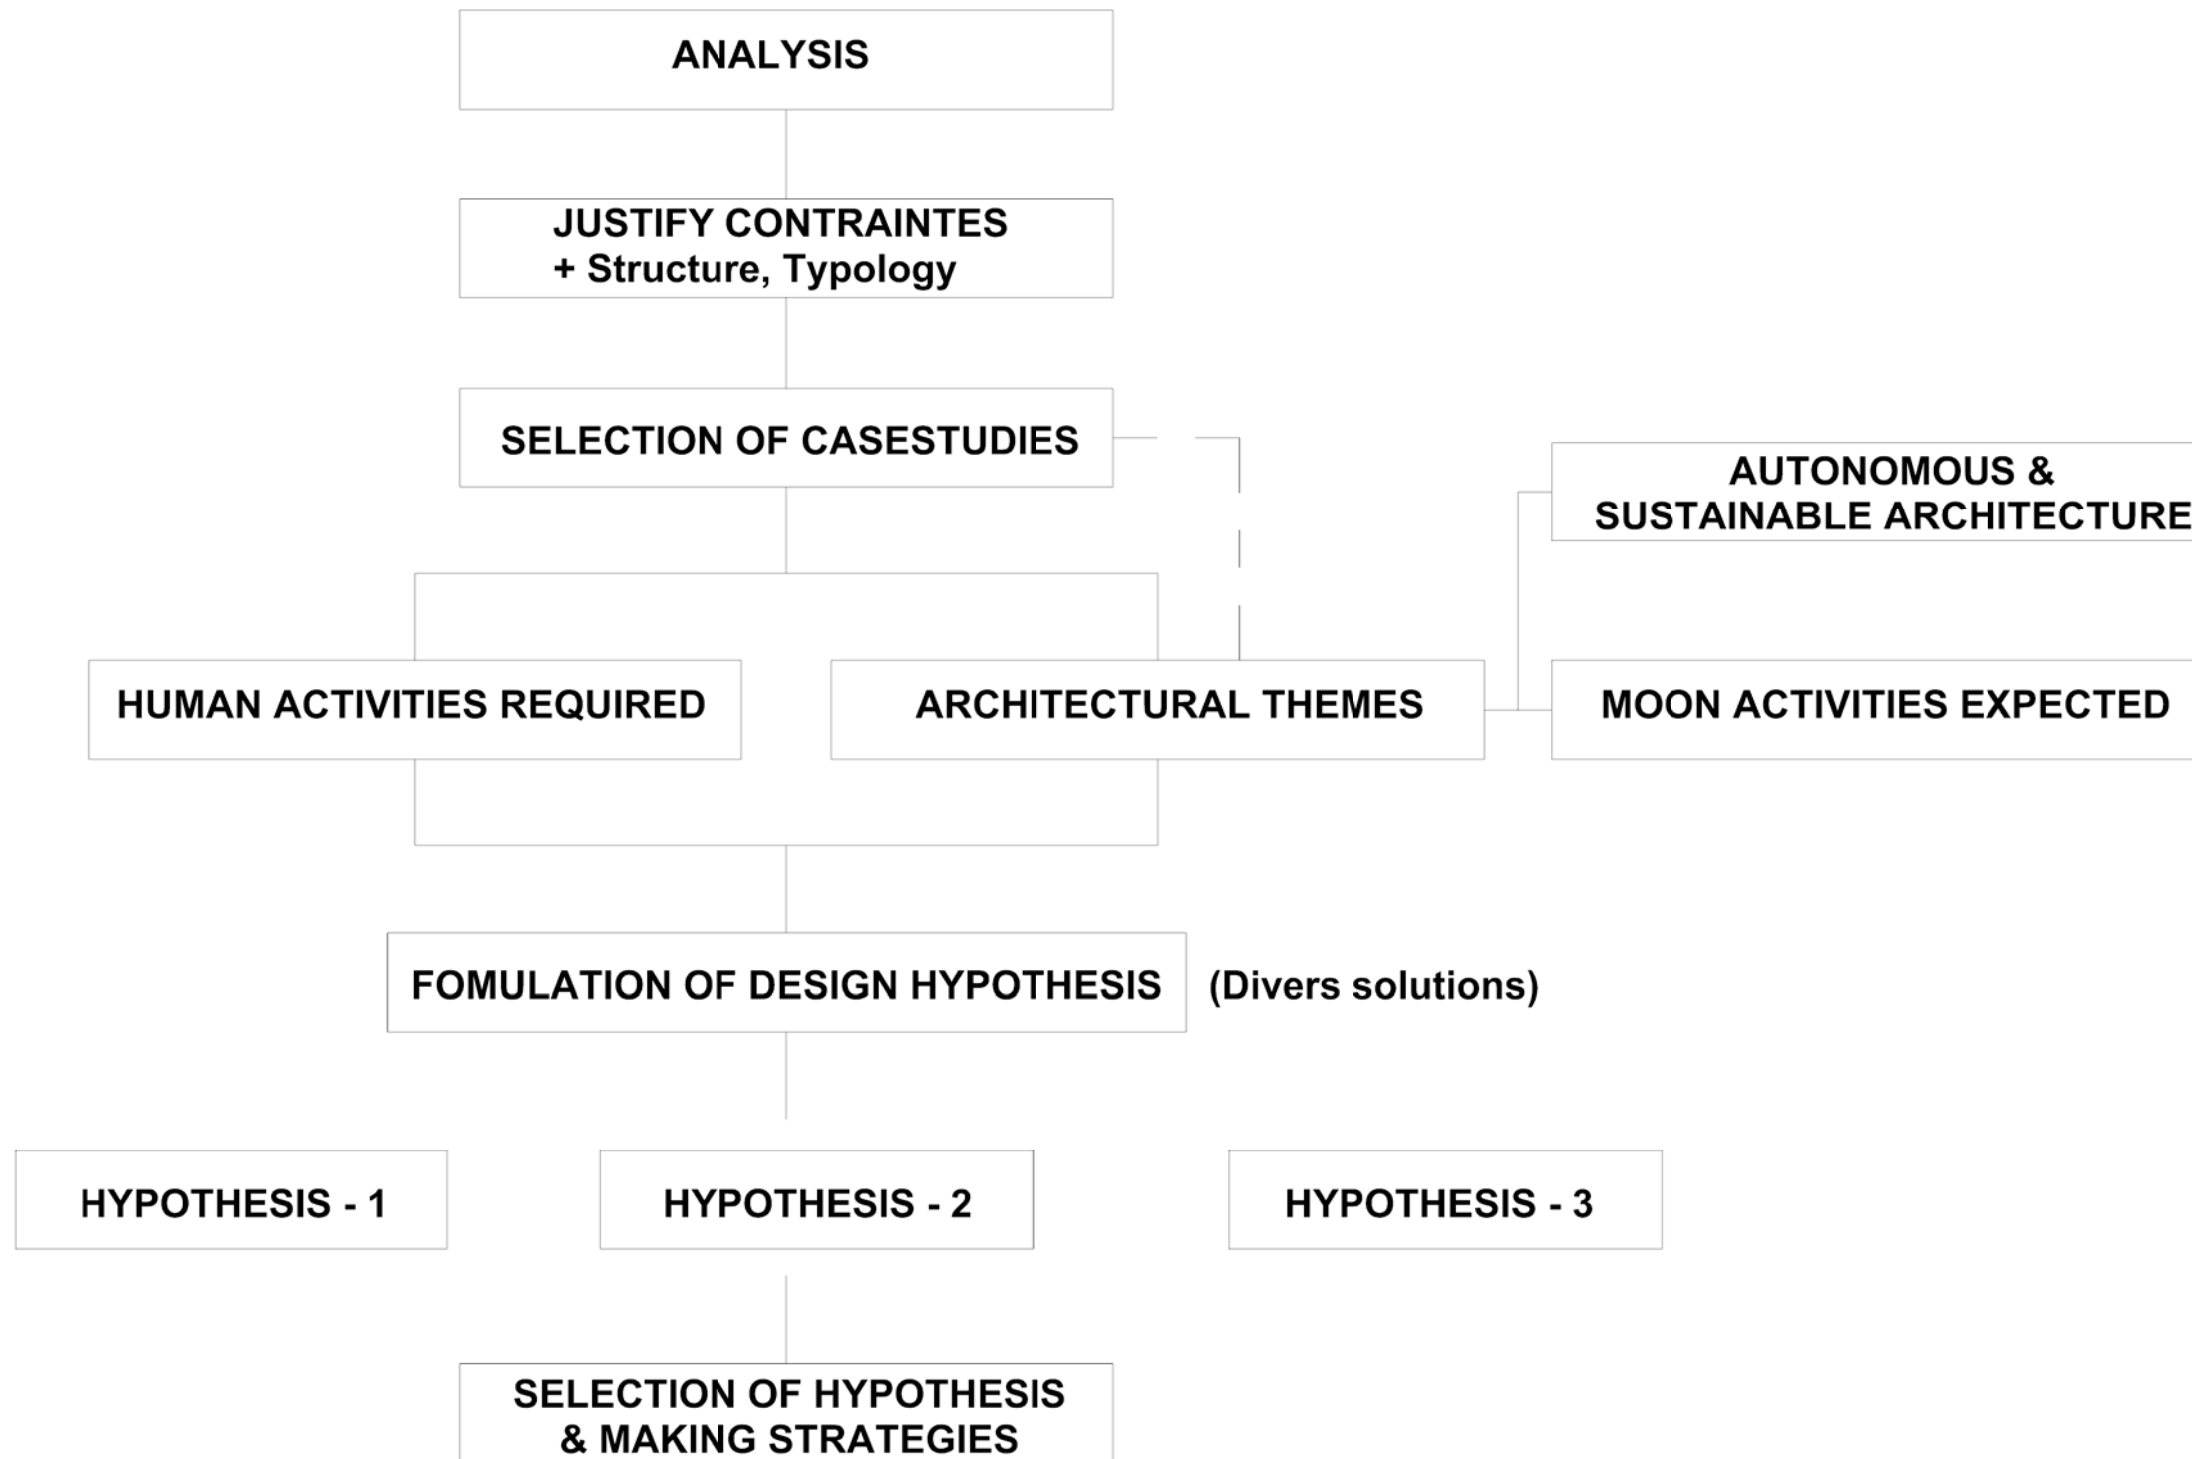 ANALYSIS
JUSTIFY CONTRAINTES
+ Structure, Typology
SELECTION OF CASESTUDIES
AUTONOMOUS &
SUSTAINABLE ARCHITECTURE
HUMAN ACTIVITIES REQUIRED
ARCHITECTURAL THEMES
MOON ACTIVITIES EXPECTED
FOMULATION OF DESIGN HYPOTHESIS
(Divers solutions)
HYPOTHESIS - 1
HYPOTHESIS - 2
HYPOTHESIS - 3
SELECTION OF HYPOTHESIS
& MAKING STRATEGIES